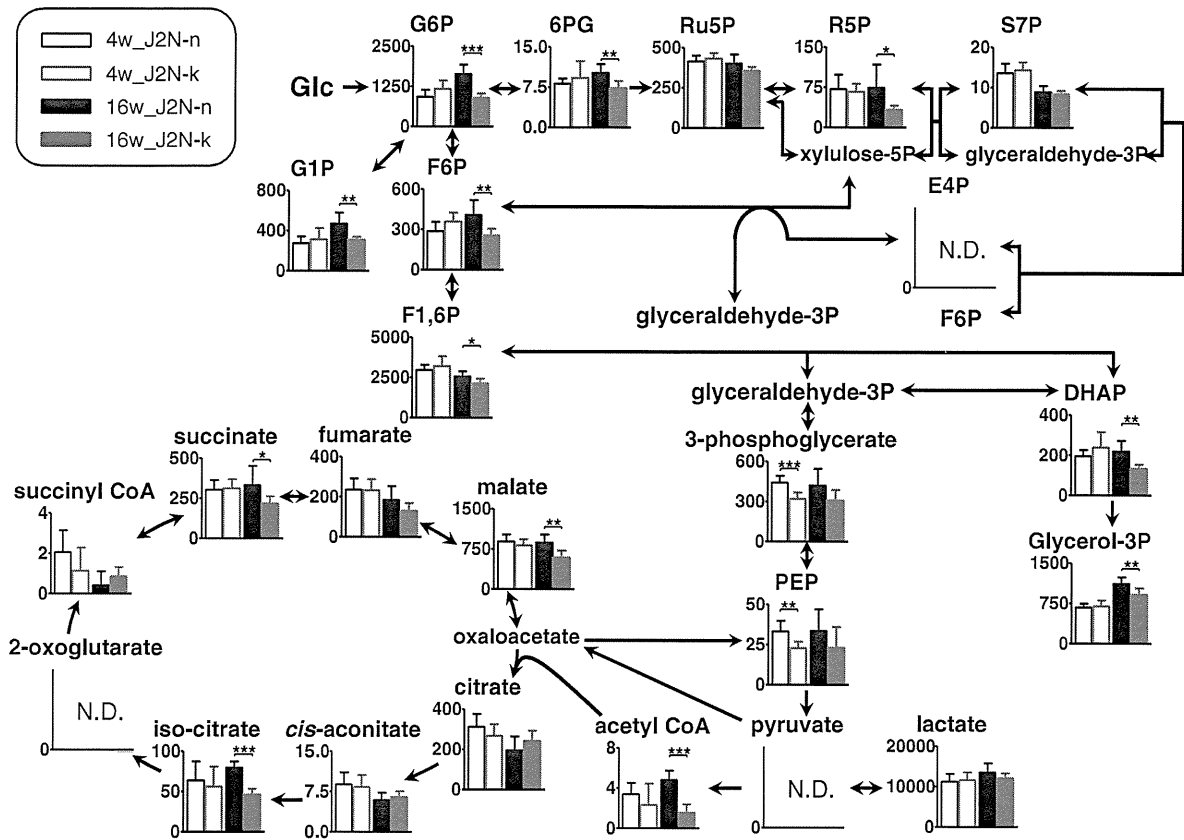 4w_J2N-n
4w_J2N-k
16w_J2N-n
16w_J2N-k
Glc
G6P
2500
1250
0
***
6PG
15.0
7.5
0.0
**
Ru5P
500
250
0
R5P
150
75
0
*
S7P
20
10
0
xylulose-5P
glyceraldehyde-3P
G1P
800
400
0
**
F6P
600
300
0
**
E4P
N.D.
0
F6P
glyceraldehyde-3P
F1,6P
5000
2500
0
*
glyceraldehyde-3P
DHAP
400
200
0
**
3-phosphoglycerate
600
300
0
***
Glycerol-3P
1500
750
0
**
succinate
500
250
0
*
fumarate
400
200
0
malate
1500
750
0
**
succinyl CoA
4
2
0
PEP
50
25
0
**
oxaloacetate
2-oxoglutarate
N.D.
0
iso-citrate
100
50
0
***
cis-aconitate
15.0
7.5
0.0
citrate
400
200
0
acetyl CoA
8
4
0
***
pyruvate
N.D.
0
lactate
20000
10000
0